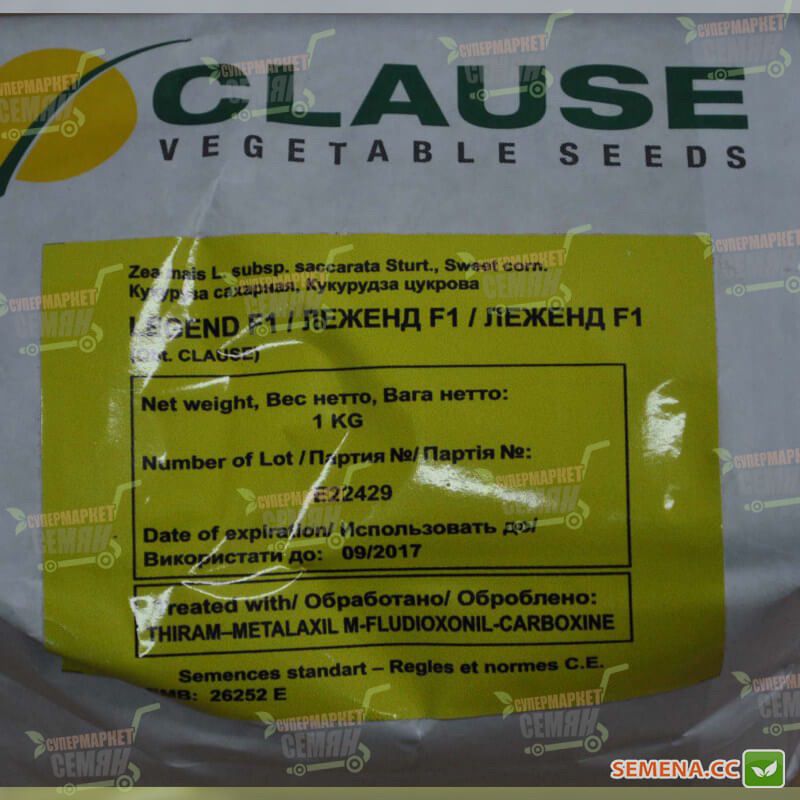 CLAUSE
VEGETABLE SEEDS
Zea mais L. subsp. saccarata Sturt., Sweet corn.
Кукуруза сахарная, Кукурудза цукрова
LEGEND F1 / ЛЕЖЕНД F1 / ЛЕЖЕНД F1
(Obt. CLAUSE)
Net weight, Вес нетто, Вага нетто:
1 KG
Number of Lot / Партия №/ Партія №:
E22429
Date of expiration/ Использовать до/
Використати до: 09/2017
Treated with/ Обработано/ Оброблено:
THIRAM–METALAXIL M-FLUDIOXONIL-CARBOXINE
Semences standart – Regles et normes C.E.
EMB: 26252 E
СУПЕРМАРКЕТ
СЕМЯН
SEMENA.CC